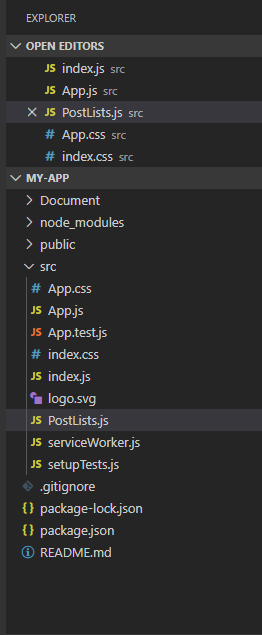 EXPLORER
OPEN EDITORS
JS index.js src
JS App.js src
JS PostLists.js src
# App.css src
# index.css src
MY-APP
Document
node_modules
public
src
# App.css
JS App.js
JS App.test.js
# index.css
JS index.js
logo.svg
JS PostLists.js
JS serviceWorker.js
JS setupTests.js
.gitignore
{} package-lock.json
{} package.json
README.md